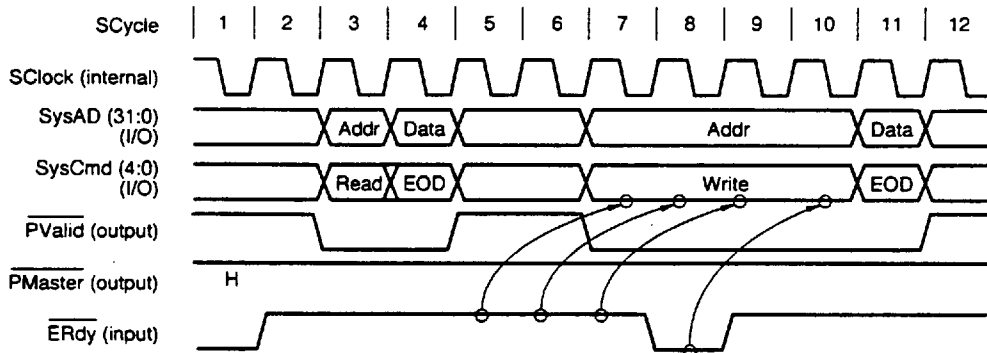 SCycle 1 2 3 4 5 6 7 8 9 10 11 12
SClock (internal)
SysAD (31:0)
(I/O)
Addr Data Addr Data
SysCmd (4:0)
(I/O)
Read EOD Write EOD
PValid (output)
PMaster (output)
H
ERdy (input)